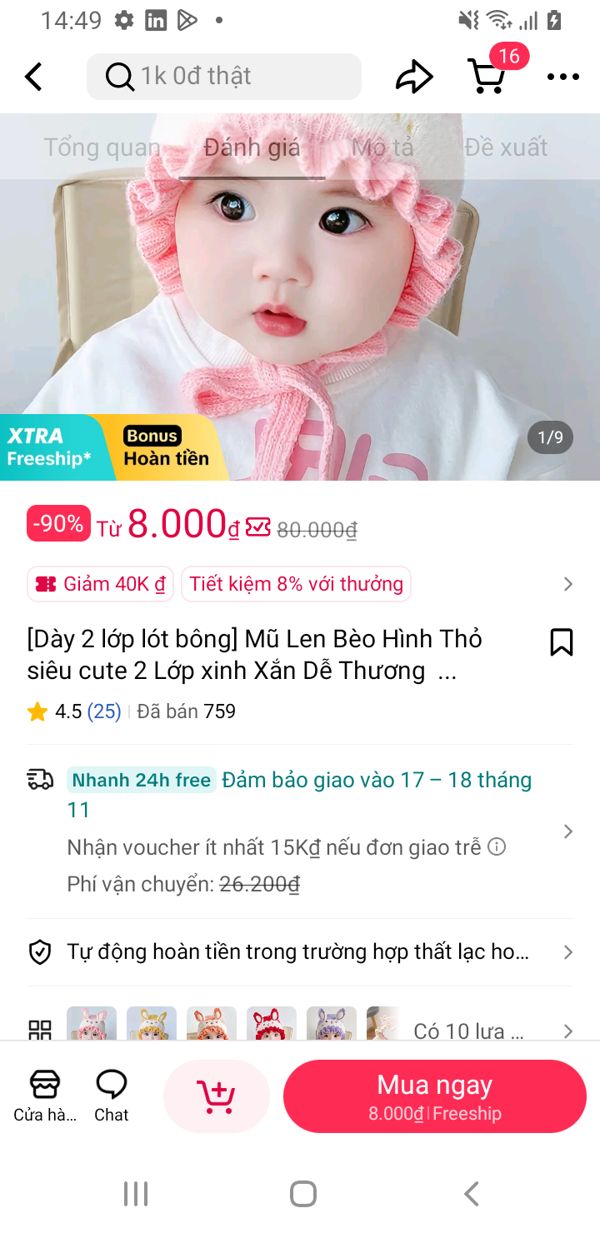 14:49
16
1k 0đ thật
Tổng quan Đánh giá Mô tả Đề xuất
XTRA Freeship*
Bonus Hoàn tiền
1/9
-90% Từ 8.000₫ 80.000₫
Giảm 40K ₫ Tiết kiệm 8% với thưởng
[Dày 2 lớp lót bông] Mũ Len Bèo Hình Thỏ
siêu cute 2 Lớp xinh Xắn Dễ Thương ...
4.5 (25) Đã bán 759
Nhanh 24h free Đảm bảo giao vào 17 – 18 tháng
11
Nhận voucher ít nhất 15K₫ nếu đơn giao trễ
Phí vận chuyển: 26.200₫
Tự động hoàn tiền trong trường hợp thất lạc ho...
Có 10 lựa ...
Cửa hà... Chat
Mua ngay
8.000₫ | Freeship